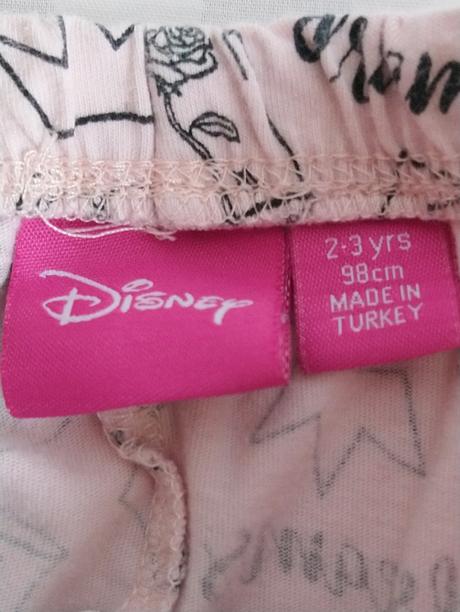 Disney
2-3 yrs
98cm
MADE IN
TURKEY